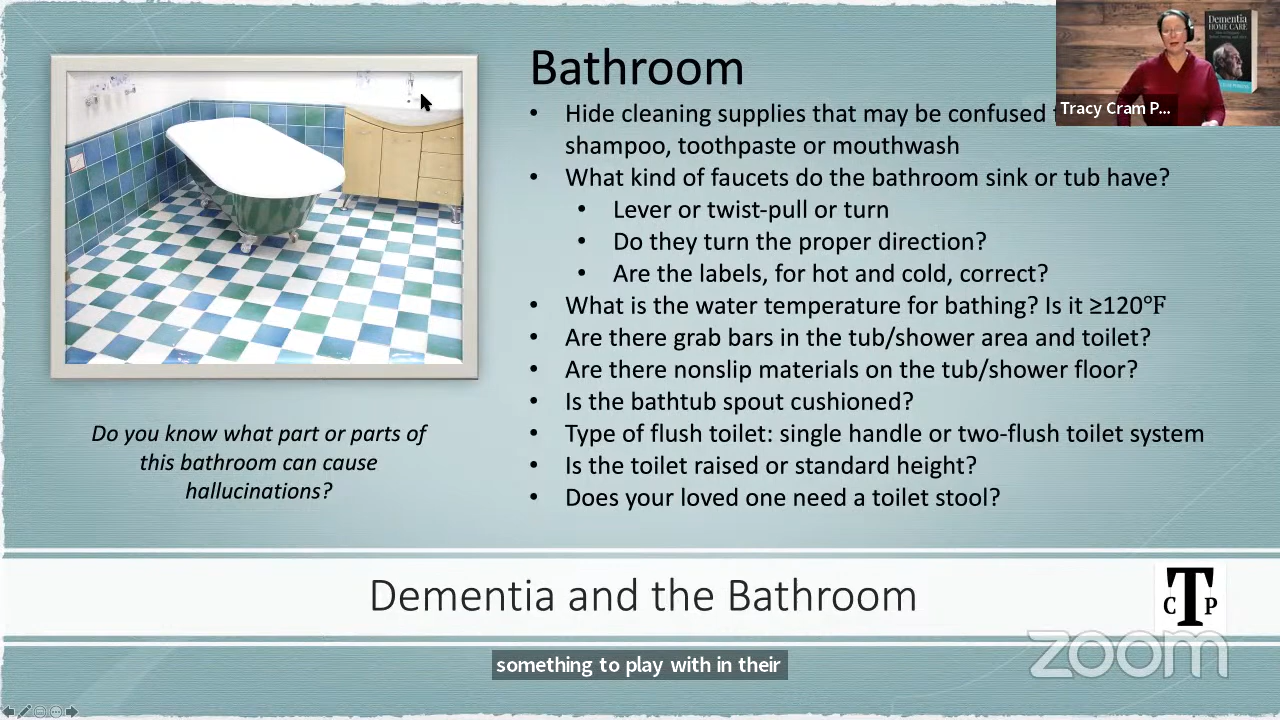 Bathroom
• Hide cleaning supplies that may be confused
shampoo, toothpaste or mouthwash
• What kind of faucets do the bathroom sink or tub have?
• Lever or twist-pull or turn
• Do they turn the proper direction?
• Are the labels, for hot and cold, correct?
• What is the water temperature for bathing? Is it ≥120°F
• Are there grab bars in the tub/shower area and toilet?
• Are there nonslip materials on the tub/shower floor?
• Is the bathtub spout cushioned?
• Type of flush toilet: single handle or two-flush toilet system
• Is the toilet raised or standard height?
• Does your loved one need a toilet stool?
Dementia
HOME CARE
Tracy Cram P...
Do you know what part or parts of
this bathroom can cause
hallucinations?
Dementia and the Bathroom
C T P
zoom
something to play with in their